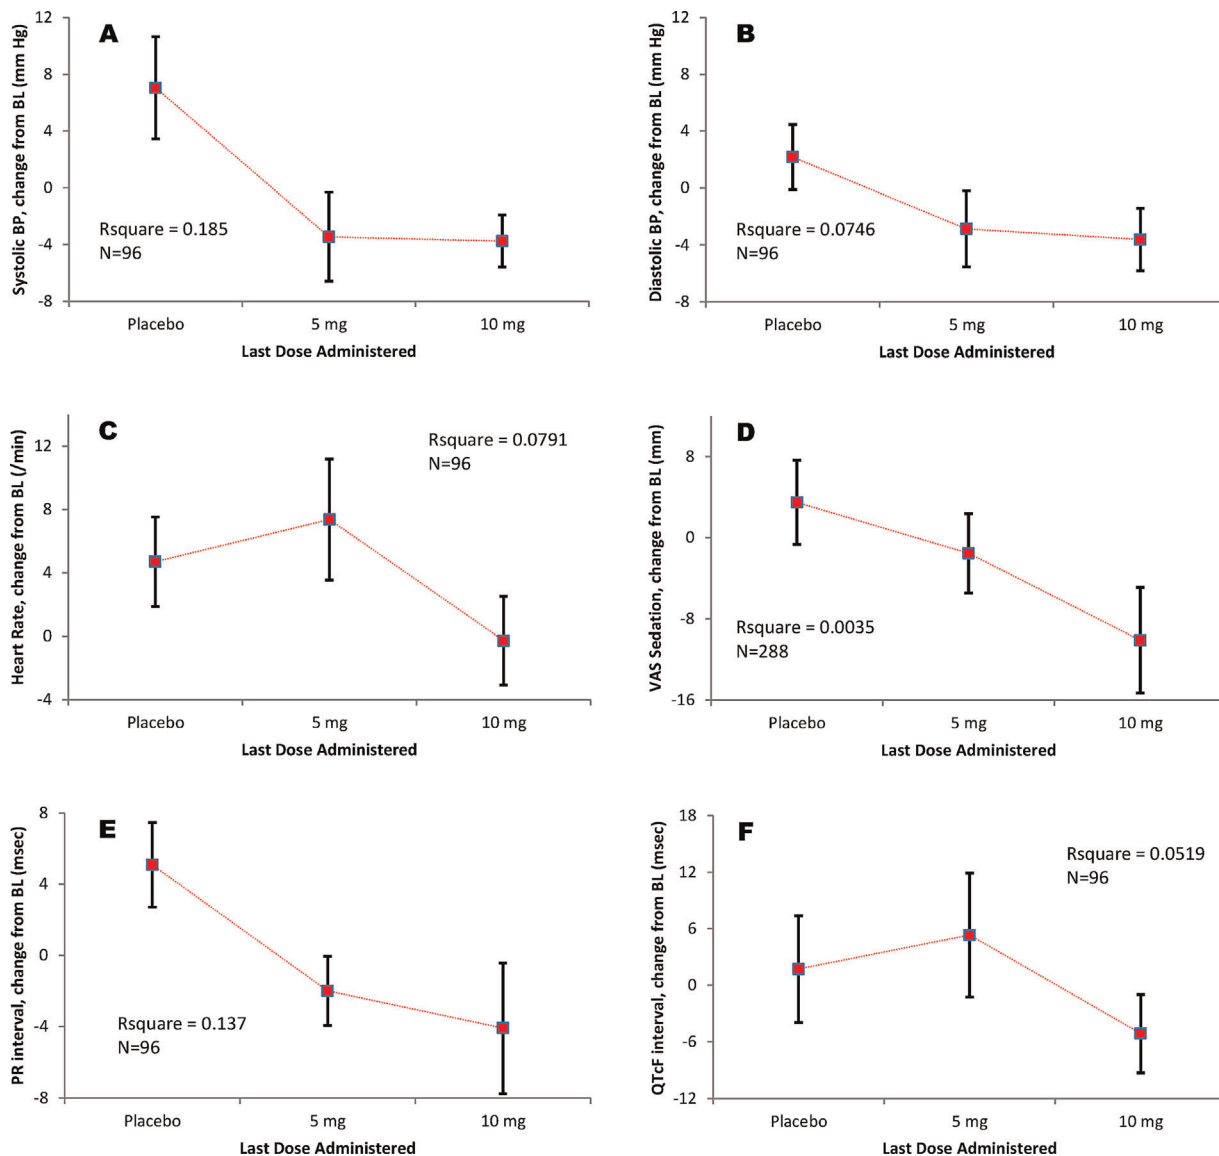 A
Systolic BP, change from BL (mm Hg)
12
8
4
0
-4
-8
Rsquare = 0.185
N=96
Placebo
5 mg
10 mg
Last Dose Administered
B
Diastolic BP, change from BL (mm Hg)
12
8
4
0
-4
-8
Rsquare = 0.0746
N=96
Placebo
5 mg
10 mg
Last Dose Administered
C
Heart Rate, change from BL (/min)
12
8
4
0
-4
Rsquare = 0.0791
N=96
Placebo
5 mg
10 mg
Last Dose Administered
D
VAS Sedation, change from BL (mm)
8
0
-8
-16
Rsquare = 0.0035
N=288
Placebo
5 mg
10 mg
Last Dose Administered
E
PR interval, change from BL (msec)
8
4
0
-4
-8
Rsquare = 0.137
N=96
Placebo
5 mg
10 mg
Last Dose Administered
F
QTcF interval, change from BL (msec)
18
12
6
0
-6
-12
Rsquare = 0.0519
N=96
Placebo
5 mg
10 mg
Last Dose Administered